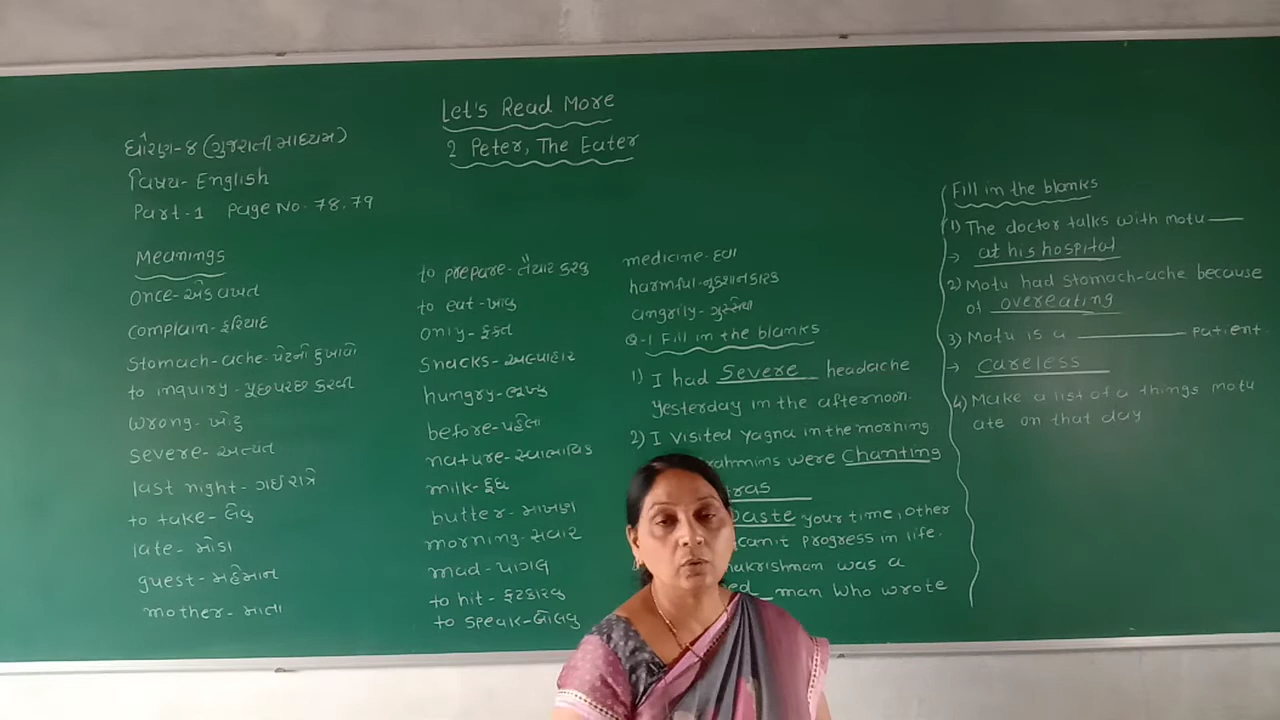 Let's Read More
2 Peter, The Eater
ધોરણ-૪ (ગુજરાતી માધ્યમ)
વિષય- English
Part-1 Page No. 78,79
Meanings
once-એક વખત
complain-ફરિયાદ
stomach-ache-પેટનો દુખાવો
to inquiry-પૂછપરછ કરવી
wrong-ખોટું
severe-અત્યંત
last night-ગઈ રાત્રે
to take-લેવું
late-મોડા
guest-મહેમાન
mother-માતા
to prepare-તૈયાર કરવું
to eat-ખાવું
only-ફક્ત
snacks-અલ્પાહાર
hungry-ભૂખ્યું
before-પહેલા
nature-સ્વાભાવિક
milk-દૂધ
butter-માખણ
morning-સવાર
mad-પાગલ
to hit-ફટકારવું
to speak-બોલવું
medicine-દવા
harmful-નુકશાનકારક
angrily-ગુસ્સેથી
Q-1 Fill in the blanks
1) I had severe headache
yesterday in the afternoon.
2) I visited yagna in the morning
rahmins were chanting
tras
waste your time, other
can't progress in life.
akrishnan was a
ed man who wrote
Fill in the blanks
1) The doctor talks with motu
→ at his hospital
2) Motu had stomach-ache because
of overeating
3) Motu is a ______ patient.
→ careless
4) Make a list of a things motu
ate on that day